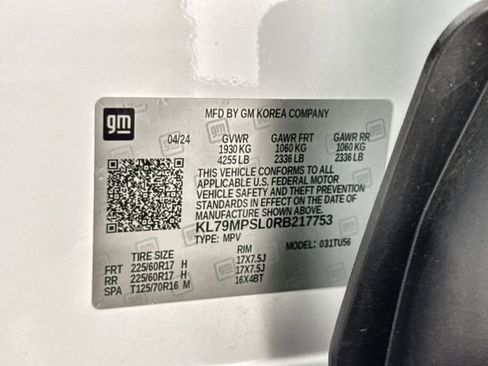 gm
MFD BY GM KOREA COMPANY
04/24 GVWR GAWR FRT GAWR RR
1930 KG 1060 KG 1060 KG
4255 LB 2336 LB 2336 LB
THIS VEHICLE CONFORMS TO ALL
APPLICABLE U.S. FEDERAL MOTOR
VEHICLE SAFETY AND THEFT PREVENTION
STANDARDS IN EFFECT ON THE DATE OF
MANUFACTURE SHOWN ABOVE.
KL79MPSL0RB217753
TYPE: MPV MODEL: 031TU56
TIRE SIZE RIM
FRT 225/60R17 H 17X7.5J
RR 225/60R17 H 17X7.5J
SPA T125/70R16 M 16X4BT